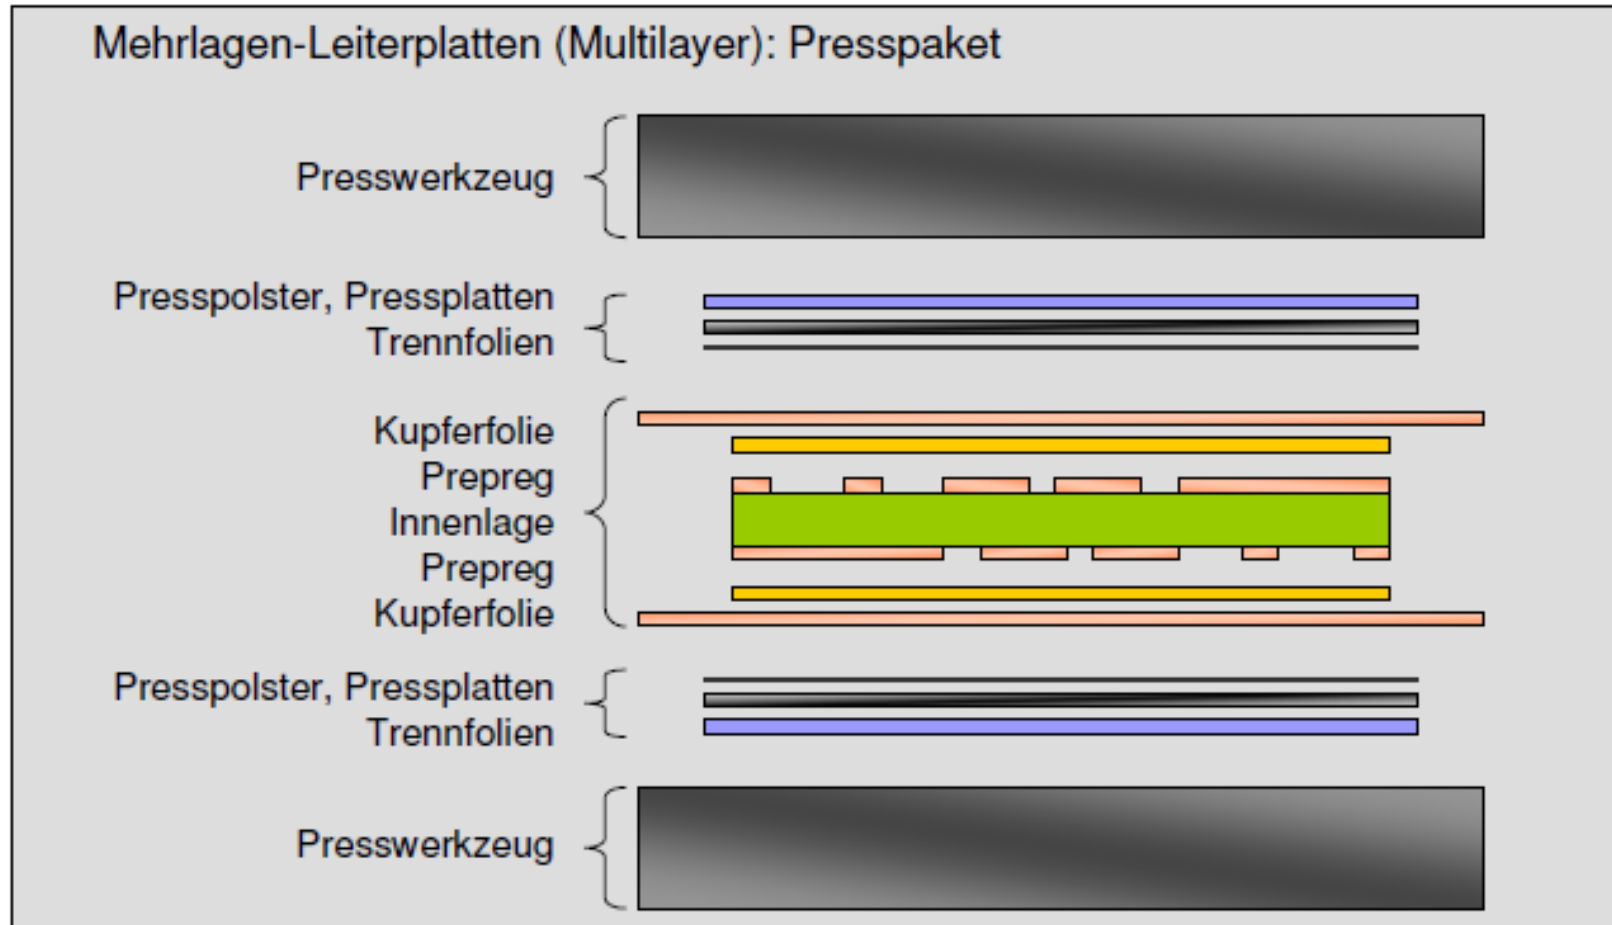 Mehrlagen-Leiterplatten (Multilayer): Presspaket
Presswerkzeug
Presspolster, Pressplatten
Trennfolien
Kupferfolie
Prepreg
Innenlage
Prepreg
Kupferfolie
Presspolster, Pressplatten
Trennfolien
Presswerkzeug